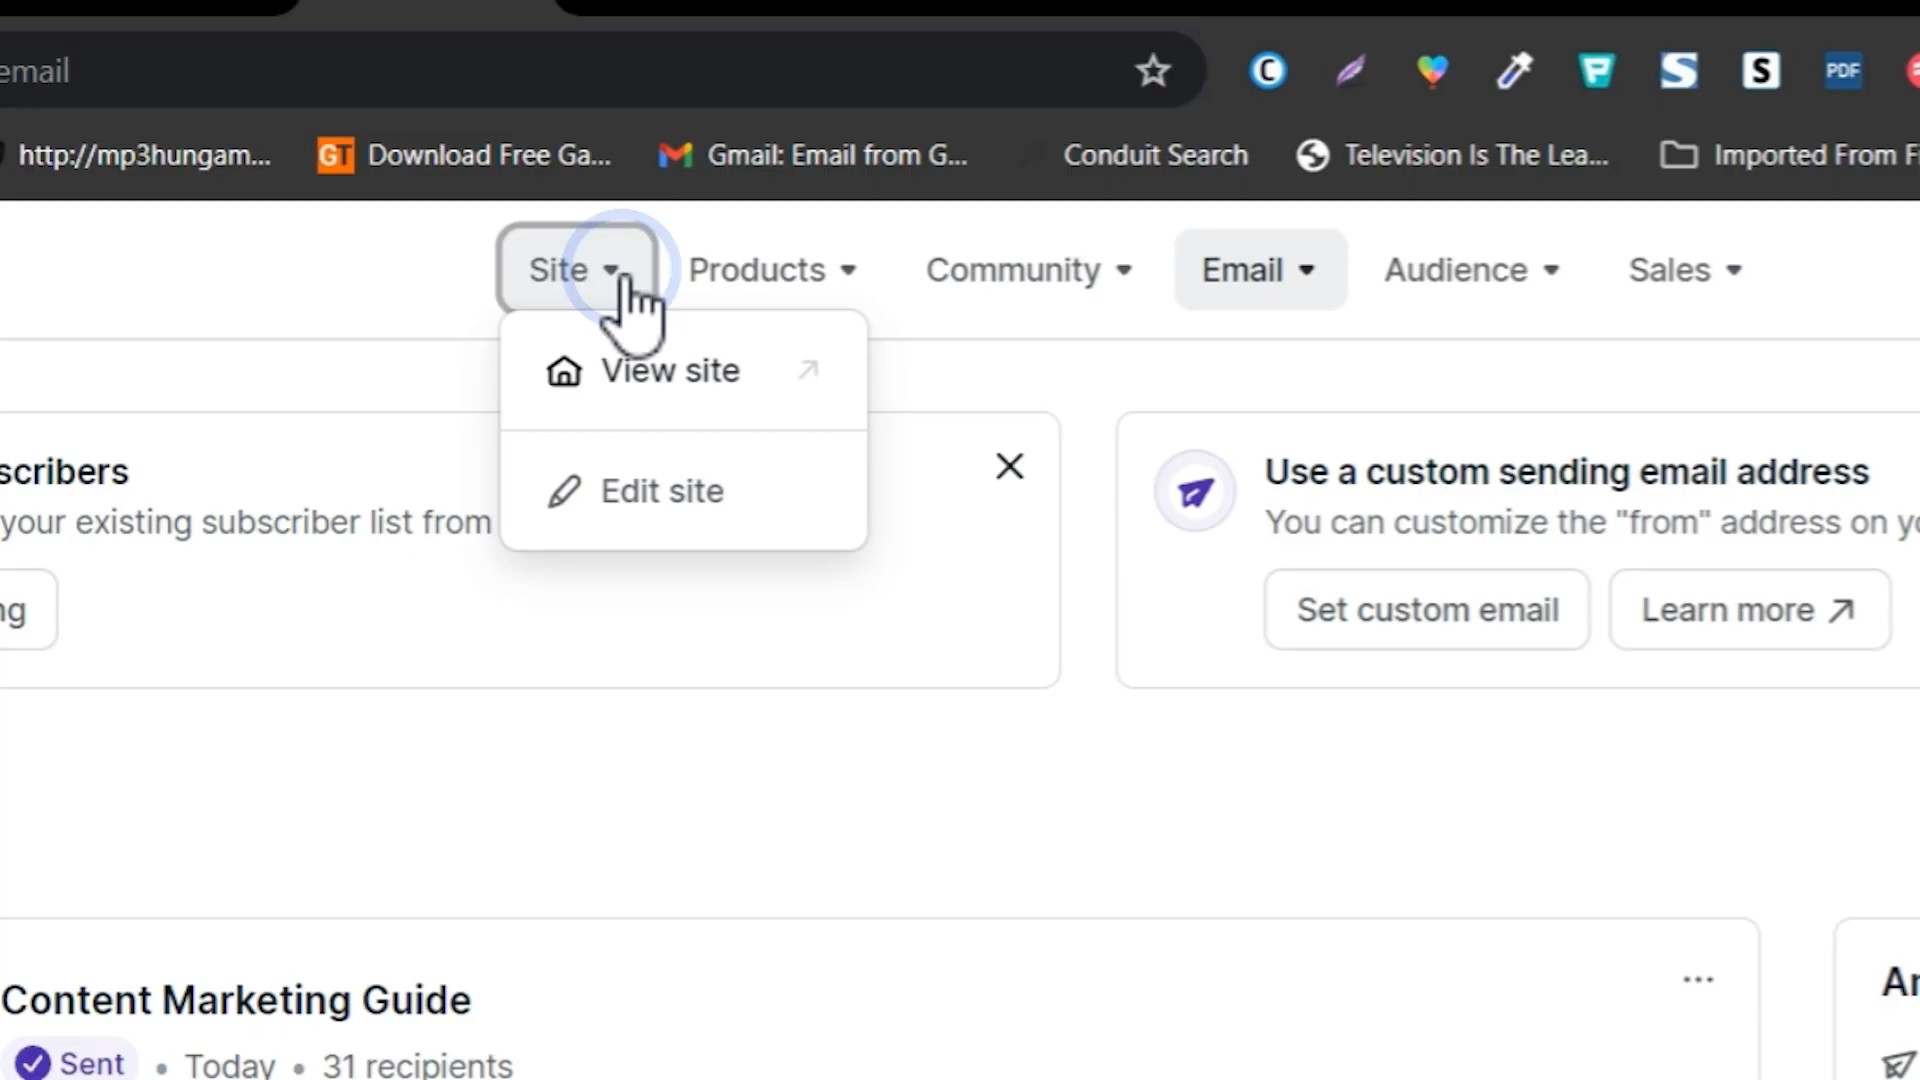 email
http://mp3hungam... GT Download Free Ga... Gmail: Email from G... Conduit Search Television Is The Lea... Imported From Fi
C S S PDF
Site Products Community Email Audience Sales
View site
Edit site
scribers
your existing subscriber list from
ng
Use a custom sending email address
You can customize the "from" address on yo
Set custom email Learn more
Content Marketing Guide
Sent • Today • 31 recipients